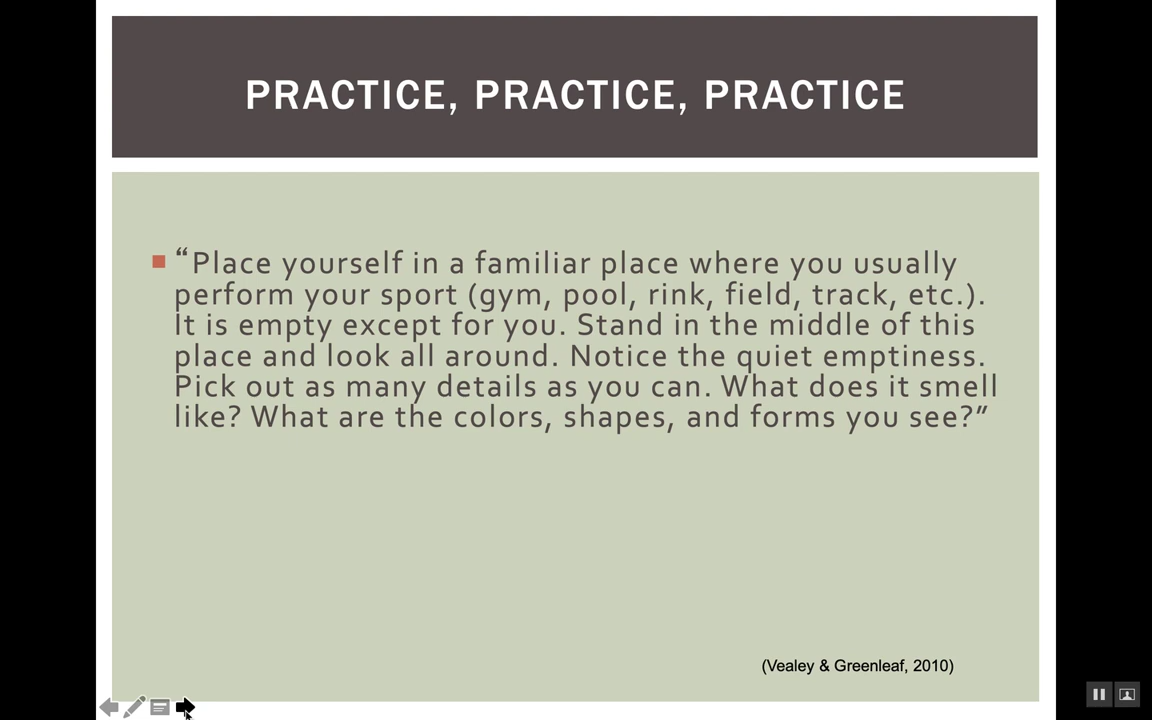 PRACTICE, PRACTICE, PRACTICE
“Place yourself in a familiar place where you usually
perform your sport (gym, pool, rink, field, track, etc.).
It is empty except for you. Stand in the middle of this
place and look all around. Notice the quiet emptiness.
Pick out as many details as you can. What does it smell
like? What are the colors, shapes, and forms you see?”
(Vealey & Greenleaf, 2010)